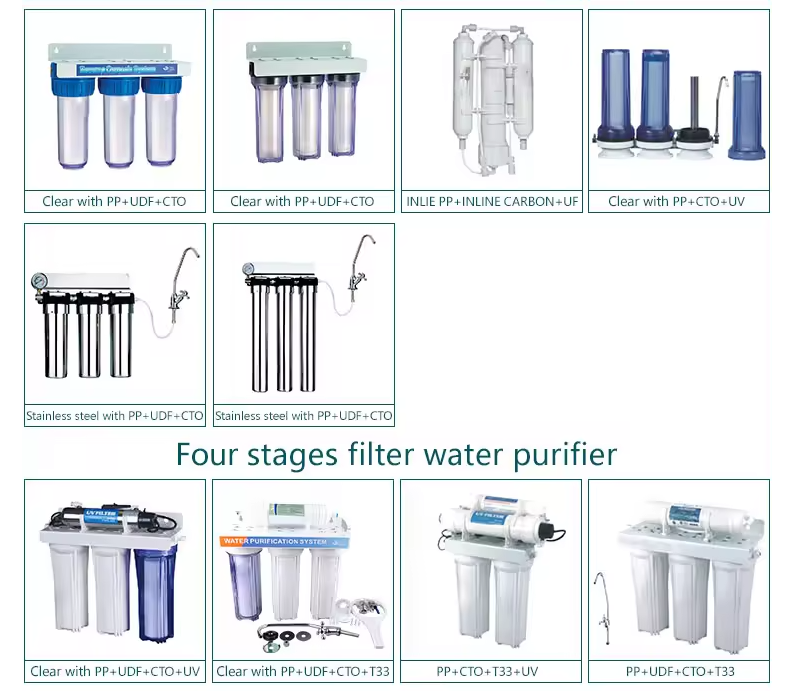 Reverse Osmosis System
Clear with PP+UDF+CTO
Clear with PP+UDF+CTO
INLIE PP+INLINE CARBON+UF
Clear with PP+CTO+UV
Stainless steel with PP+UDF+CTO
Stainless steel with PP+UDF+CTO
Four stages filter water purifier
UV FILTER
WATER PURIFICATION SYSTEM
UV FILTER
Clear with PP+UDF+CTO+UV
Clear with PP+UDF+CTO+T33
PP+CTO+T33+UV
PP+UDF+CTO+T33